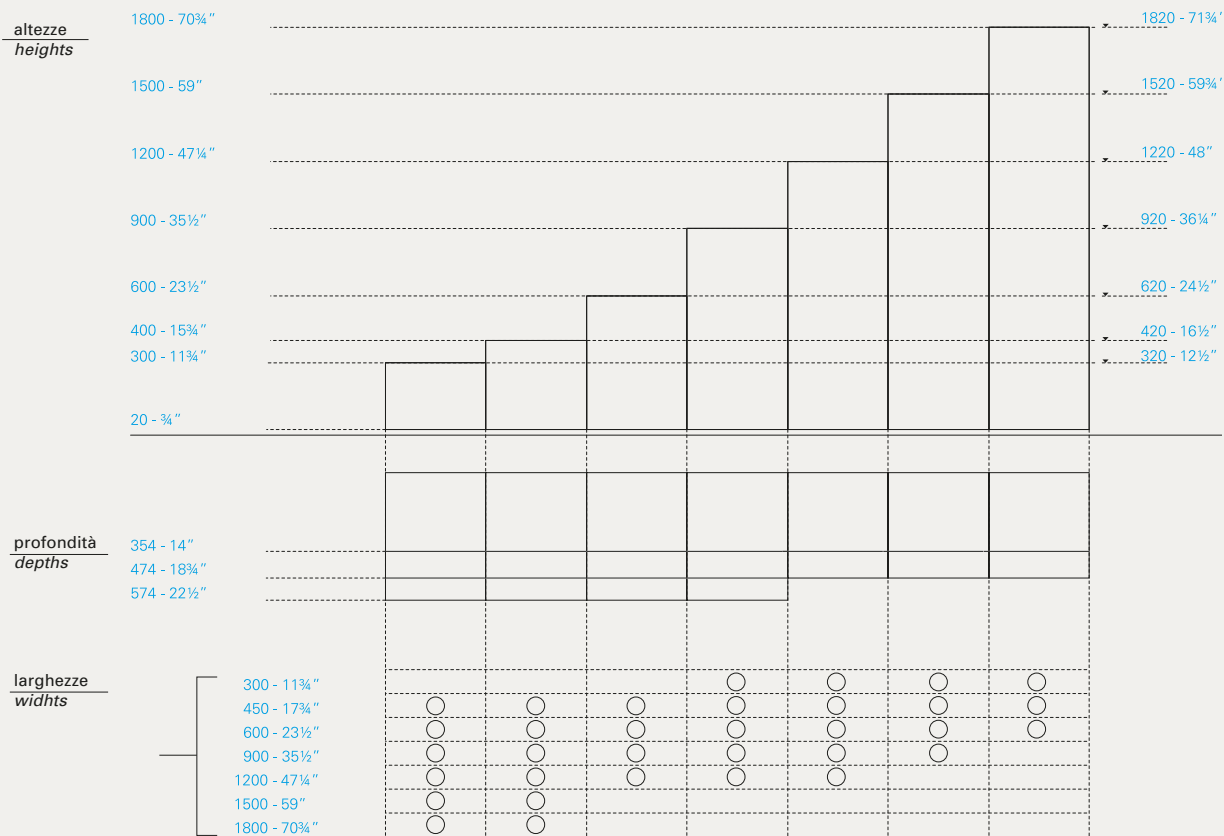 altezze
heights
1800 - 70¾”
1820 - 71¾”
1500 - 59”
1520 - 59¾”
1200 - 47¼”
1220 - 48”
900 - 35½”
920 - 36¼”
600 - 23½”
620 - 24½”
400 - 15¾”
420 - 16½”
300 - 11¾”
320 - 12½”
20 - ¾”
profondità
depths
354 - 14”
474 - 18¾”
574 - 22½”
larghezze
widhts
300 - 11¾”
450 - 17¾”
600 - 23½”
900 - 35½”
1200 - 47¼”
1500 - 59”
1800 - 70¾”